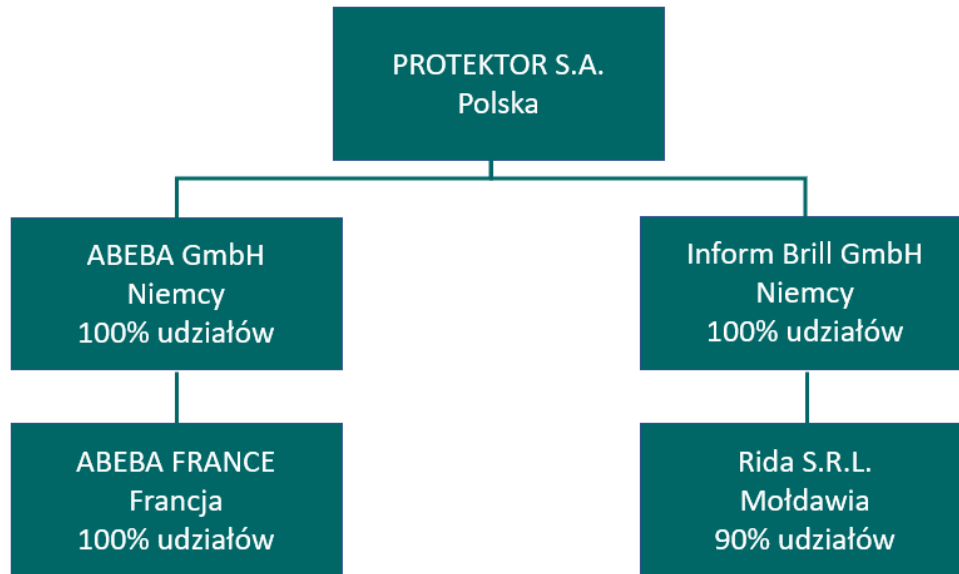 PROTEKTOR S.A.
Polska
ABEBA GmbH
Niemcy
100% udziałów
Inform Brill GmbH
Niemcy
100% udziałów
ABEBA FRANCE
Francja
100% udziałów
Rida S.R.L.
Mołdawia
90% udziałów